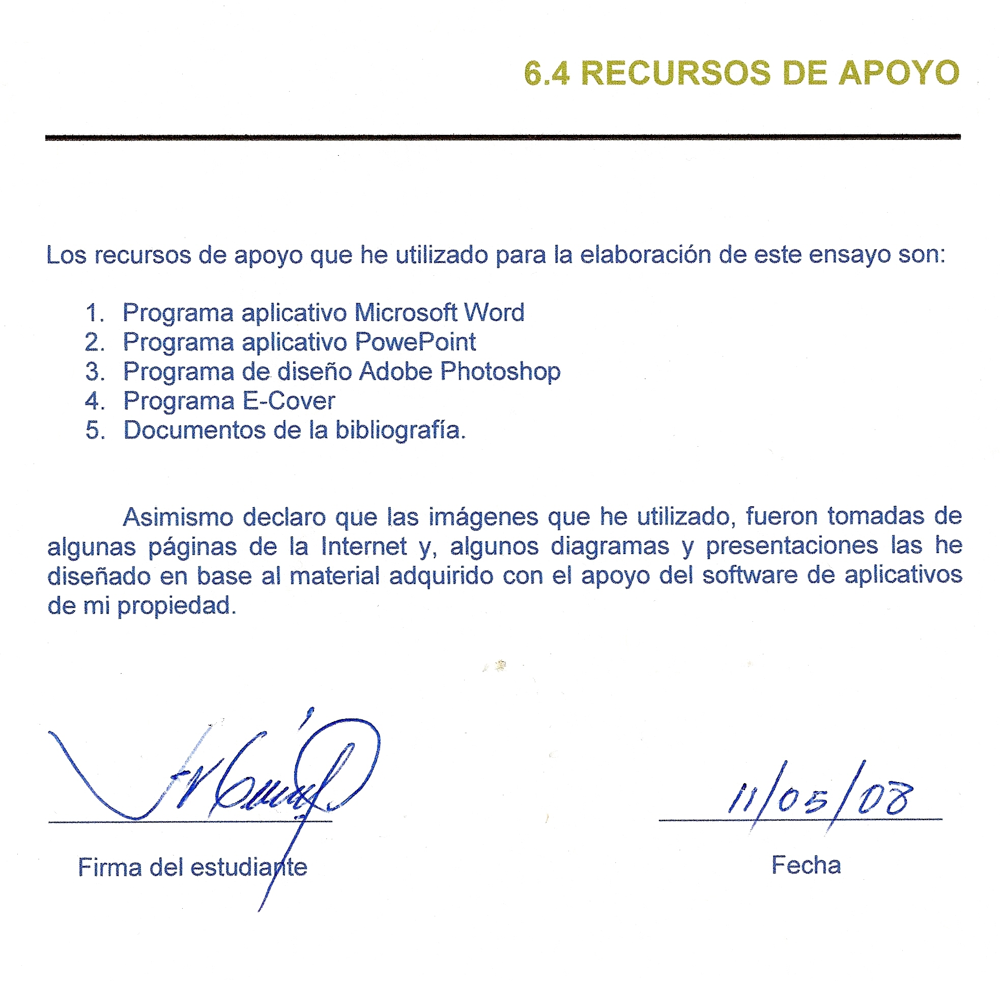 6.4 RECURSOS DE APOYO
Los recursos de apoyo que he utilizado para la elaboración de este ensayo son:
1. Programa aplicativo Microsoft Word
2. Programa aplicativo PowePoint
3. Programa de diseño Adobe Photoshop
4. Programa E-Cover
5. Documentos de la bibliografía.
Asimismo declaro que las imágenes que he utilizado, fueron tomadas de
algunas páginas de la Internet y, algunos diagramas y presentaciones las he
diseñado en base al material adquirido con el apoyo del software de aplicativos
de mi propiedad.
11/05/08
Firma del estudiante
Fecha